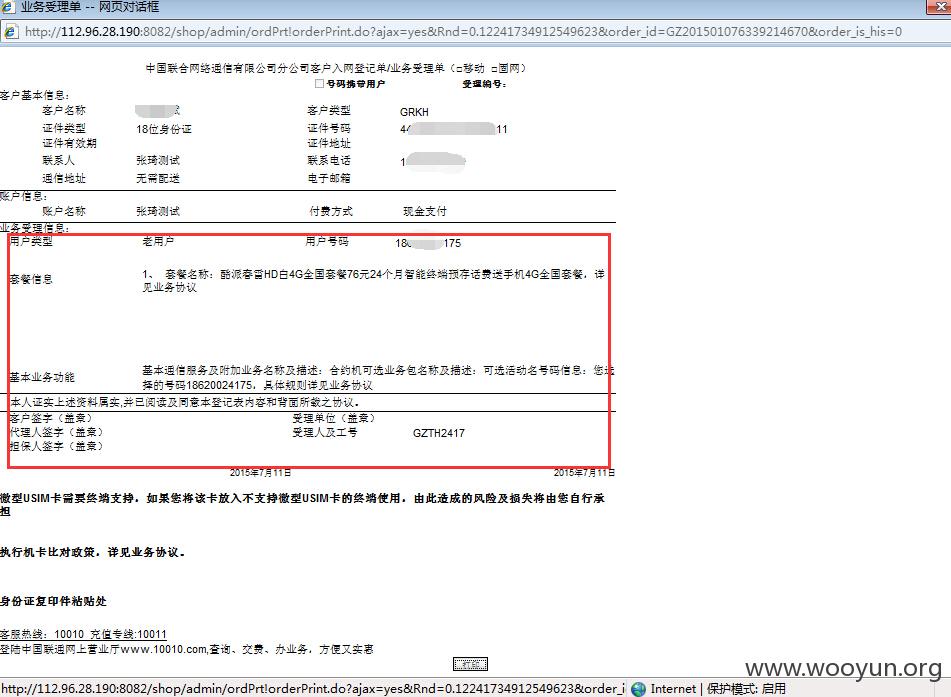 业务受理单 -- 网页对话框
http://112.96.28.190:8082/shop/admin/ordPrt!orderPrint.do?ajax=yes&Rnd=0.12241734912549623&order_id=GZ201501076339214670&order_is_his=0
中国联合网络通信有限公司分公司客户入网登记单/业务受理单（□移动 □固网）
□号码携带用户 受理编号：
客户基本信息：
客户名称 客户类型 GRKH
证件类型 18位身份证 证件号码 44 11
证件有效期 证件地址
联系人 张琦测试 联系电话 1
通信地址 无需配送 电子邮箱
账户信息：
账户名称 张琦测试 付费方式 现金支付
业务受理信息：
用户类型 老用户 用户号码 186 175
套餐信息 1、 套餐名称：酷派春雷HD白4G全国套餐76元24个月智能终端预存话费送手机4G全国套餐，详
见业务协议
基本业务功能 基本通信服务及附加业务名称及描述：合约机可选业务包名称及描述：可选活动名号码信息：您选
择的号码18620024175，具体规则详见业务协议
本人证实上述资料属实,并已阅读及同意本登记表内容和背面所载之协议。
客户签字（盖章） 受理单位（盖章）
代理人签字（盖章） 受理人及工号 GZTH2417
担保人签字（盖章）
2015年7月11日 2015年7月11日
微型USIM卡需要终端支持，如果您将该卡放入不支持微型USIM卡的终端使用，由此造成的风险及损失将由您自行承
担
执行机卡比对政策，详见业务协议。
身份证复印件粘贴处
客服热线：10010 充值专线:10011
登陆中国联通网上营业厅www.10010.com,查询、交费、办业务，方便又实惠
打印
www.wooyun.org
http://112.96.28.190:8082/shop/admin/ordPrt!orderPrint.do?ajax=yes&Rnd=0.12241734912549623&order_i Internet | 保护模式: 启用